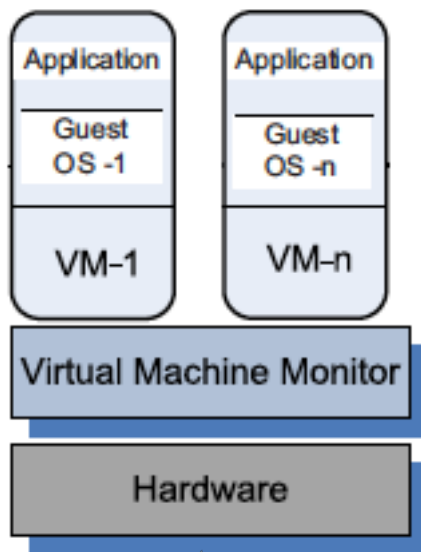 Application
Guest
OS -1
VM-1
Application
Guest
OS -n
VM-n
Virtual Machine Monitor
Hardware